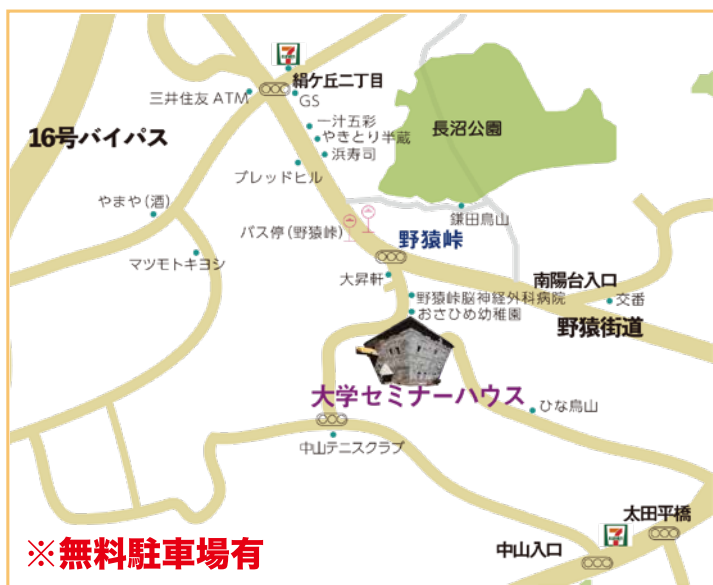 絹ケ丘二丁目
三井住友 ATM
GS
一汁五彩
やきとり半蔵
浜寿司
ブレッドヒル
16号バイパス
長沼公園
やまや(酒)
マツモトキヨシ
バス停(野猿峠)
野猿峠
鎌田鳥山
大昇軒
南陽台入口
交番
野猿峠脳神経外科病院
おさひめ幼稚園
野猿街道
大学セミナーハウス
ひな鳥山
中山テニスクラブ
太田平橋
7
中山入口
7
※無料駐車場有